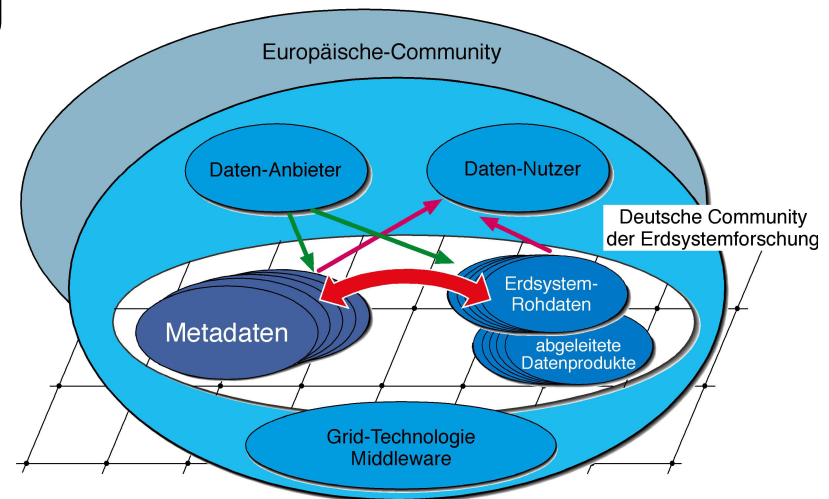 Europäische-Community
Daten-Anbieter
Daten-Nutzer
Deutsche Community
der Erdsystemforschung
Erdsystem-
Rohdaten
Metadaten
abgeleitete
Datenprodukte
Grid-Technologie
Middleware